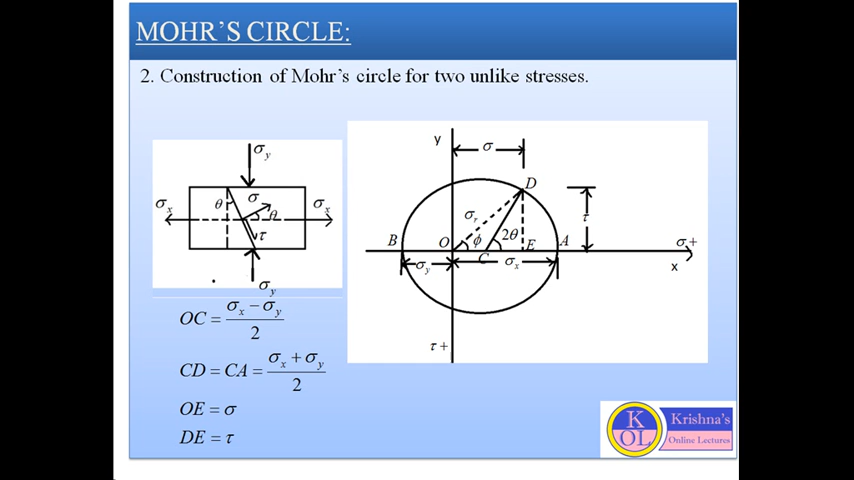 MOHR'S CIRCLE:
2. Construction of Mohr's circle for two unlike stresses.
σy
θ σ
σx σx
θ
τ
σy
y
σ
D
σr τ
B O ϕ 2θ E A σ+
C
σy σx x
τ+
OC = (σx − σy)/2
CD = CA = (σx + σy)/2
OE = σ
DE = τ
K
OL
Krishna's
Online Lectures